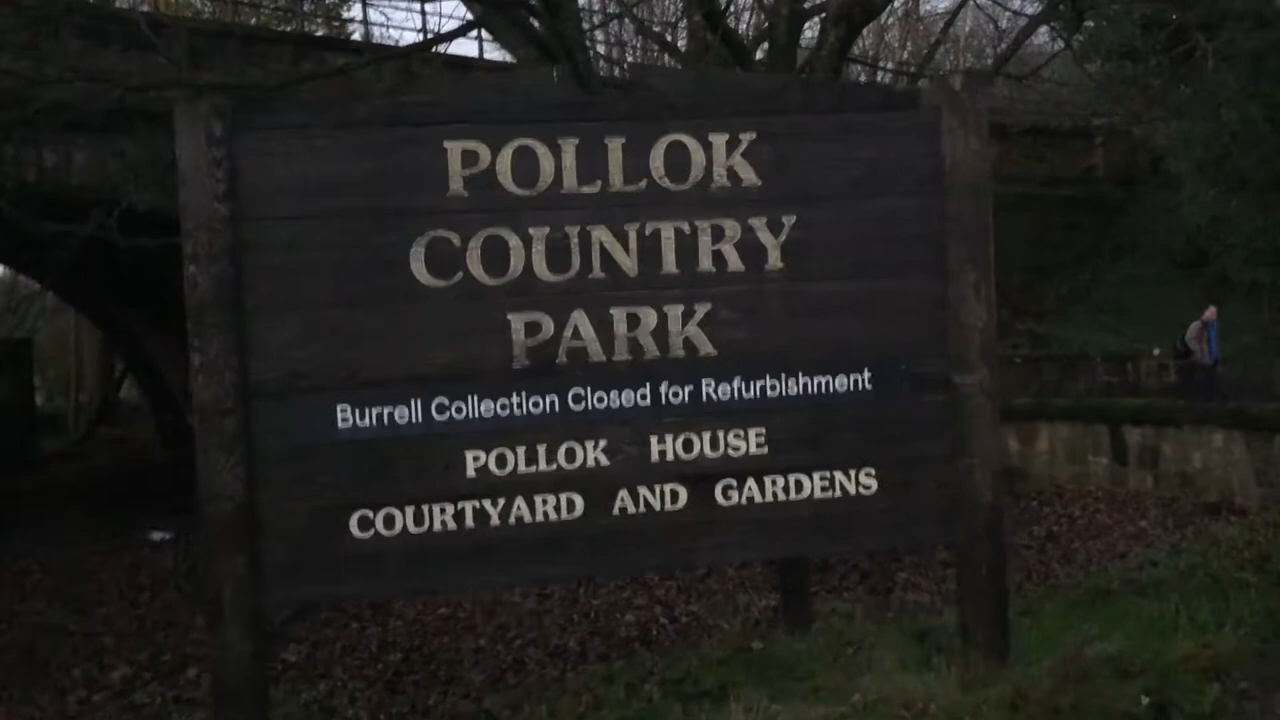 POLLOK
COUNTRY
PARK
Burrell Collection Closed for Refurbishment
POLLOK HOUSE
COURTYARD AND GARDENS